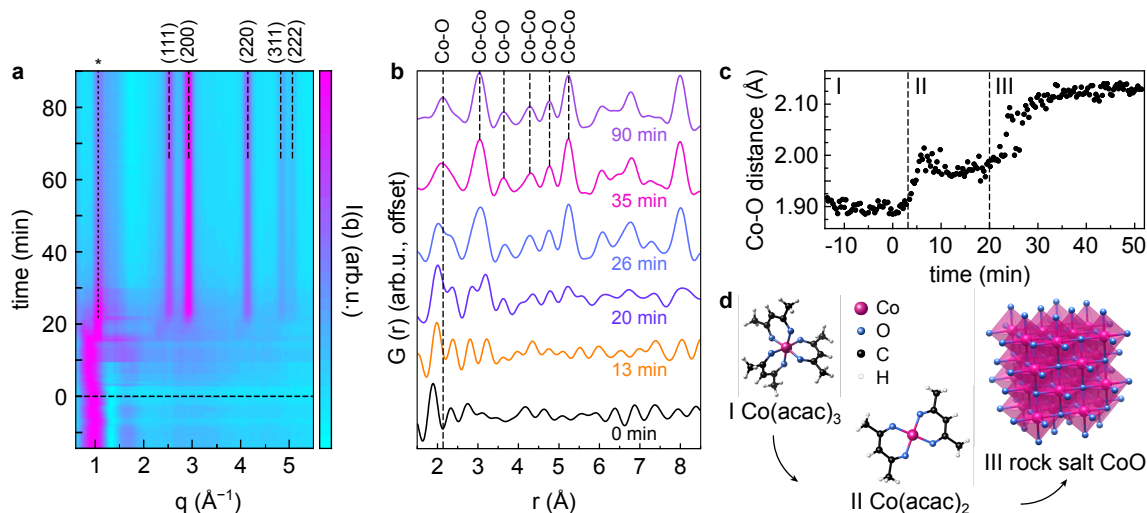 a
*
(111)
(200)
(220)
(311)
(222)
time (min)
80
60
40
20
0
1
2
3
4
5
q (Å⁻¹)
I(q) (arb.u.)
b
Co-O
Co-Co
Co-O
Co-Co
Co-O
Co-Co
G (r) (arb.u., offset)
90 min
35 min
26 min
20 min
13 min
0 min
2
3
4
5
6
7
8
r (Å)
c
I
II
III
Co-O distance (Å)
2.10
2.00
1.90
-10
0
10
20
30
40
50
time (min)
d
Co
O
C
H
I Co(acac)₃
II Co(acac)₂
III rock salt CoO